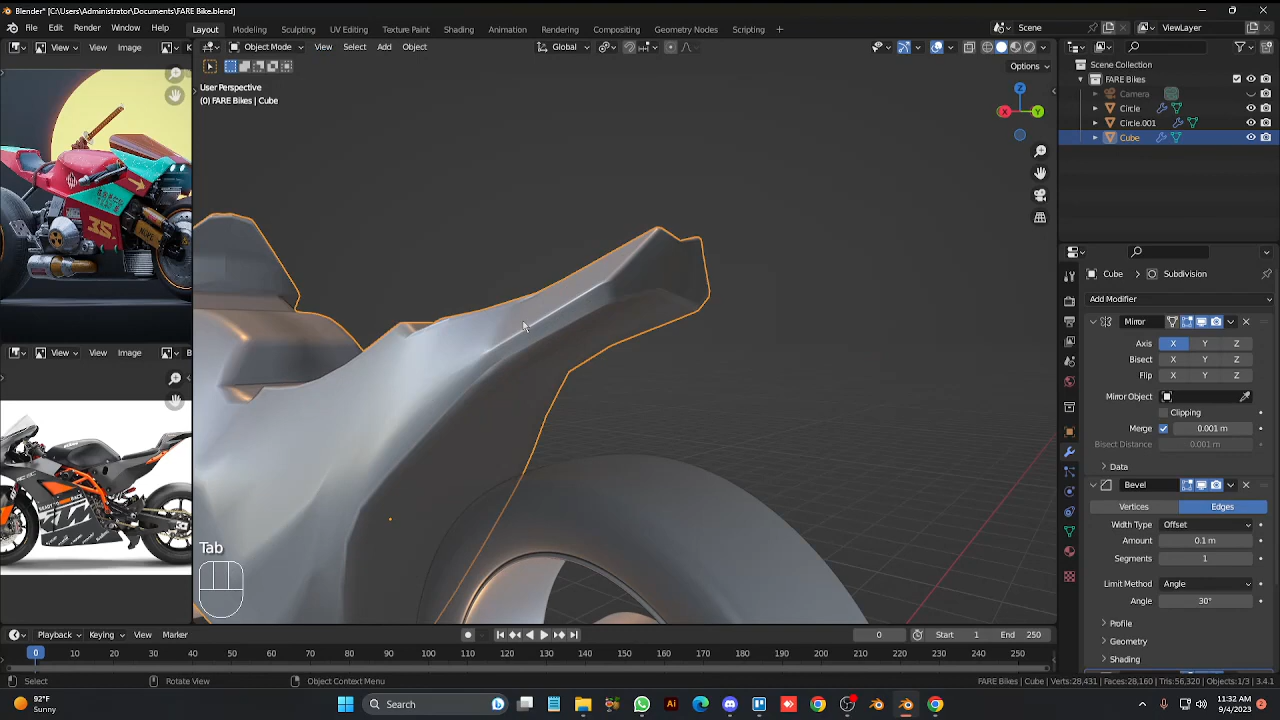 Blender* [C:\Users\Administrator\Documents\FARE Bike.blend]
File Edit Render Window Help
Layout Modeling Sculpting UV Editing Texture Paint Shading Animation Rendering Compositing Geometry Nodes Scripting
Scene
ViewLayer
View View Image
Object Mode View Select Add Object
Global
Options
User Perspective
(0) FARE Bikes | Cube
Scene Collection
FARE Bikes
Camera
Circle
Circle.001
Cube
35
View View Image
Cube Subdivision
Add Modifier
Mirror
Axis X Y Z
Bisect X Y Z
Flip X Y Z
Mirror Object
Clipping
Merge 0.001 m
Bisect Distance 0.001 m
Data
Bevel
Vertices Edges
Width Type Offset
Amount 0.1 m
Segments 1
Limit Method Angle
Angle 30°
Profile
Geometry
Shading
Tab
Playback Keying View Marker
0 Start 1 End 250
0 10 20 30 40 50 60 70 80 90 100 110 120 130 140 150 160 170 180 190 200 210 220 230 240 250
Select Rotate View Object Context Menu
FARE Bikes | Cube | Verts:28,431 | Faces:28,160 | Tris:56,320 | Objects:1/3 | 3.4.1
92°F
Sunny
Search
11:32 AM
9/4/2023